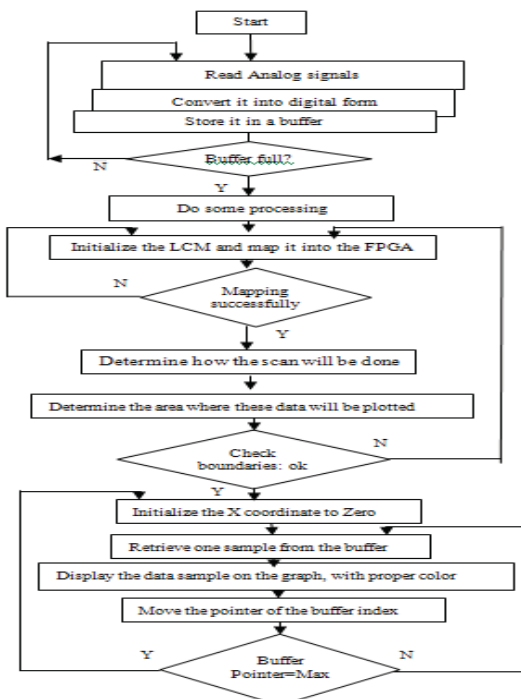 Start
Read Analog signals
Convert it into digital form
Store it in a buffer
Buffer full?
N
Y
Do some processing
Initialize the LCM and map it into the FPGA
N
Mapping
successfully
Y
Determine how the scan will be done
Determine the area where these data will be plotted
N
Check
boundaries: ok
Y
Initialize the X coordinate to Zero
Retrieve one sample from the buffer
Display the data sample on the graph, with proper color
Move the pointer of the buffer index
Y
Buffer
Pointer=Max
N